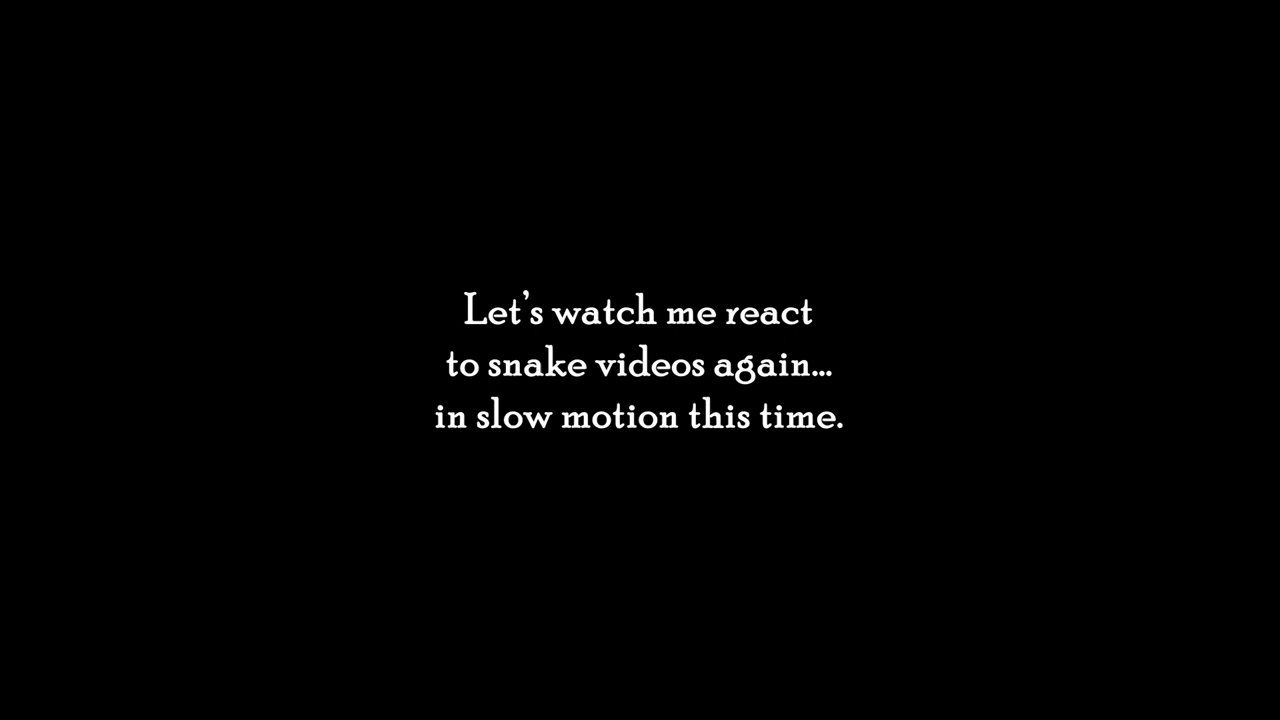 Let’s watch me react
to snake videos again...
in slow motion this time.